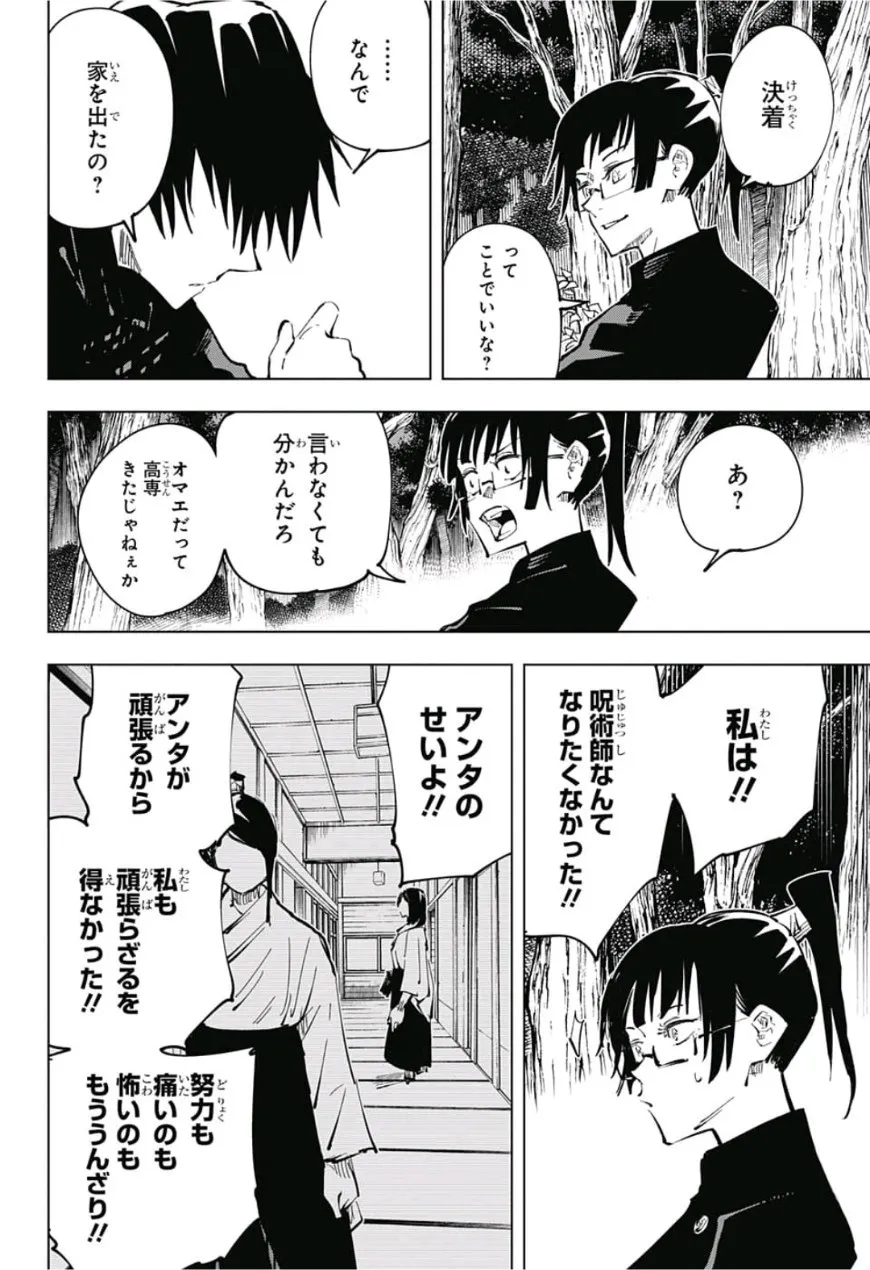 決着
って
ことでいいな？
……
なんで
家を出たの？
あ？
言わなくても
分かんだろ
オマエだって
高専
きたじゃねぇか
私は!!
呪術師なんて
なりたくなかった!!
アンタの
せいよ!!
アンタが
頑張るから
私も
頑張らざるを
得なかった!!
努力も
痛いのも
怖いのも
もううんざり!!